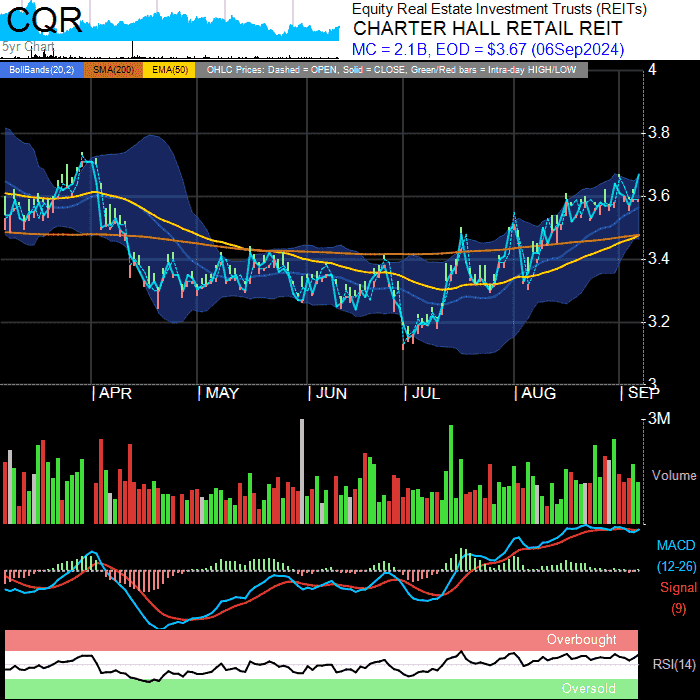 CQR
Equity Real Estate Investment Trusts (REITs)
CHARTER HALL RETAIL REIT
MC = 2.1B, EOD = $3.67 (06Sep2024)
5yr Chart
BollBands(20,2) SMA(200) EMA(50) OHLC Prices: Dashed = OPEN, Solid = CLOSE, Green/Red bars = Intra-day HIGH/LOW
4
3.8
3.6
3.4
3.2
3
APR MAY JUN JUL AUG SEP
3M
Volume
MACD
(12-26)
Signal
(9)
Overbought
RSI(14)
Oversold